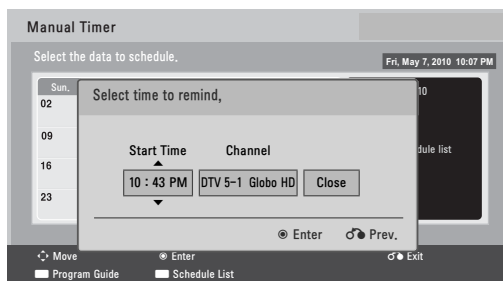 Manual Timer
Select the data to schedule.
Fri, May 7, 2010 10:07 PM
Sun.
02
09
16
23
10
dule list
Select time to remind,
Start Time Channel
10 : 43 PM DTV 5-1 Globo HD Close
Enter Prev.
Move Enter Exit
Program Guide Schedule List